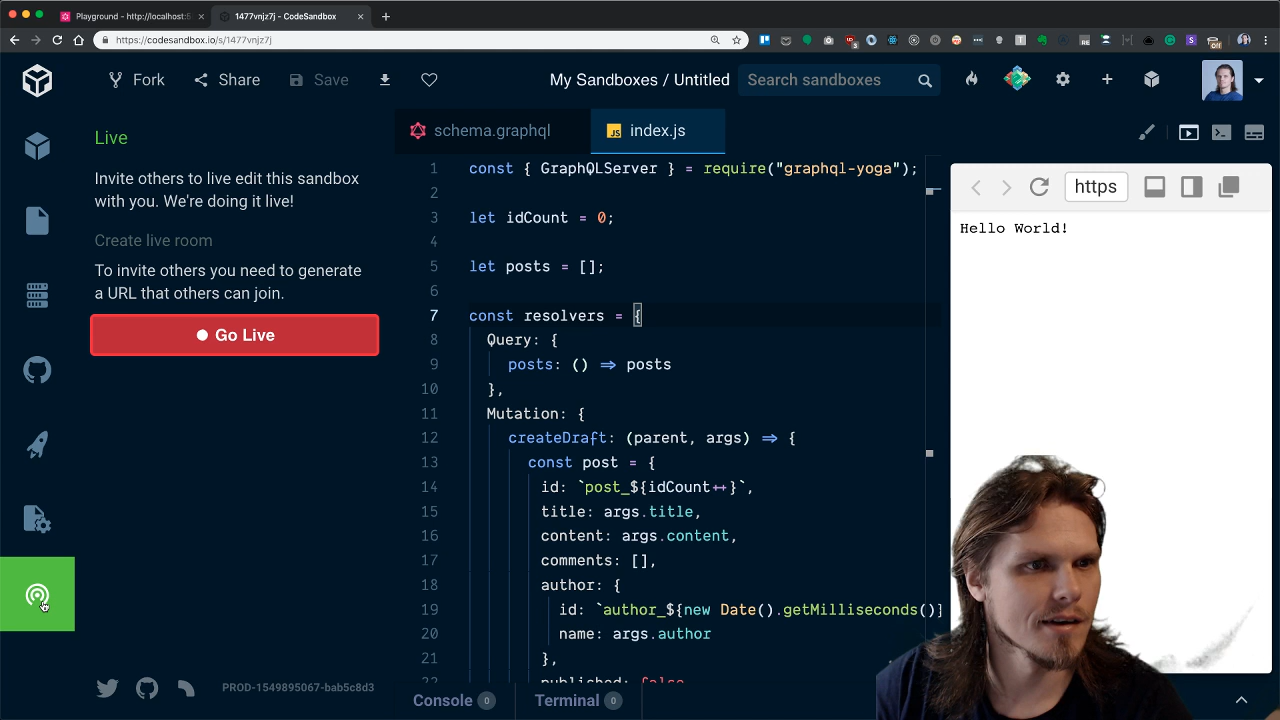 Playground - http://localhost:
1477vnjz7j - CodeSandbox
https://codesandbox.io/s/1477vnjz7j
Fork
Share
Save
My Sandboxes / Untitled
Search sandboxes
Live
Invite others to live edit this sandbox
with you. We're doing it live!
Create live room
To invite others you need to generate
a URL that others can join.
Go Live
PROD-1549895067-bab5c8d3
schema.graphql
JS index.js
1 const { GraphQLServer } = require("graphql-yoga");
2
3 let idCount = 0;
4
5 let posts = [];
6
7 const resolvers = {
8 Query: {
9 posts: () => posts
10 },
11 Mutation: {
12 createDraft: (parent, args) => {
13 const post = {
14 id: `post_${idCount++}`,
15 title: args.title,
16 content: args.content,
17 comments: [],
18 author: {
19 id: `author_${new Date().getMilliseconds()}
20 name: args.author
21 },
22 published: false
Console 0
Terminal 0
https
Hello World!